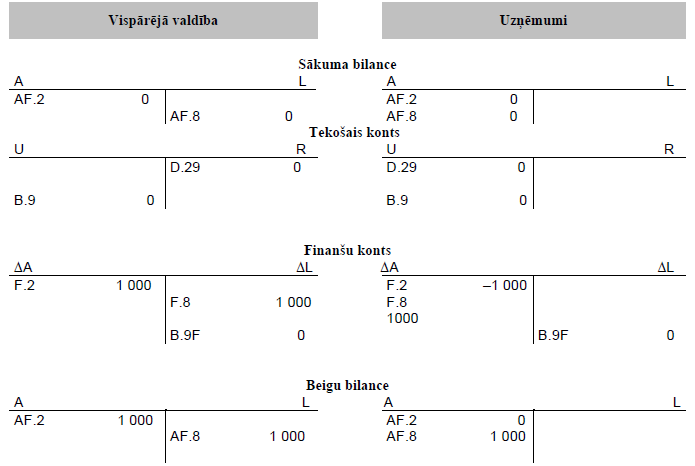 Vispārējā valdība Uzņēmumi
Sākuma bilance
A L A L
AF.2 0 AF.2 0
AF.8 0 AF.8 0
Tekošais konts
U R U R
D.29 0 D.29 0
B.9 0 B.9 0
Finanšu konts
ΔA ΔL ΔA ΔL
F.2 1 000 F.2 –1 000
F.8 1 000 F.8
1000
B.9F 0 B.9F 0
Beigu bilance
A L A L
AF.2 1 000 AF.2 0
AF.8 1 000 AF.8 1 000